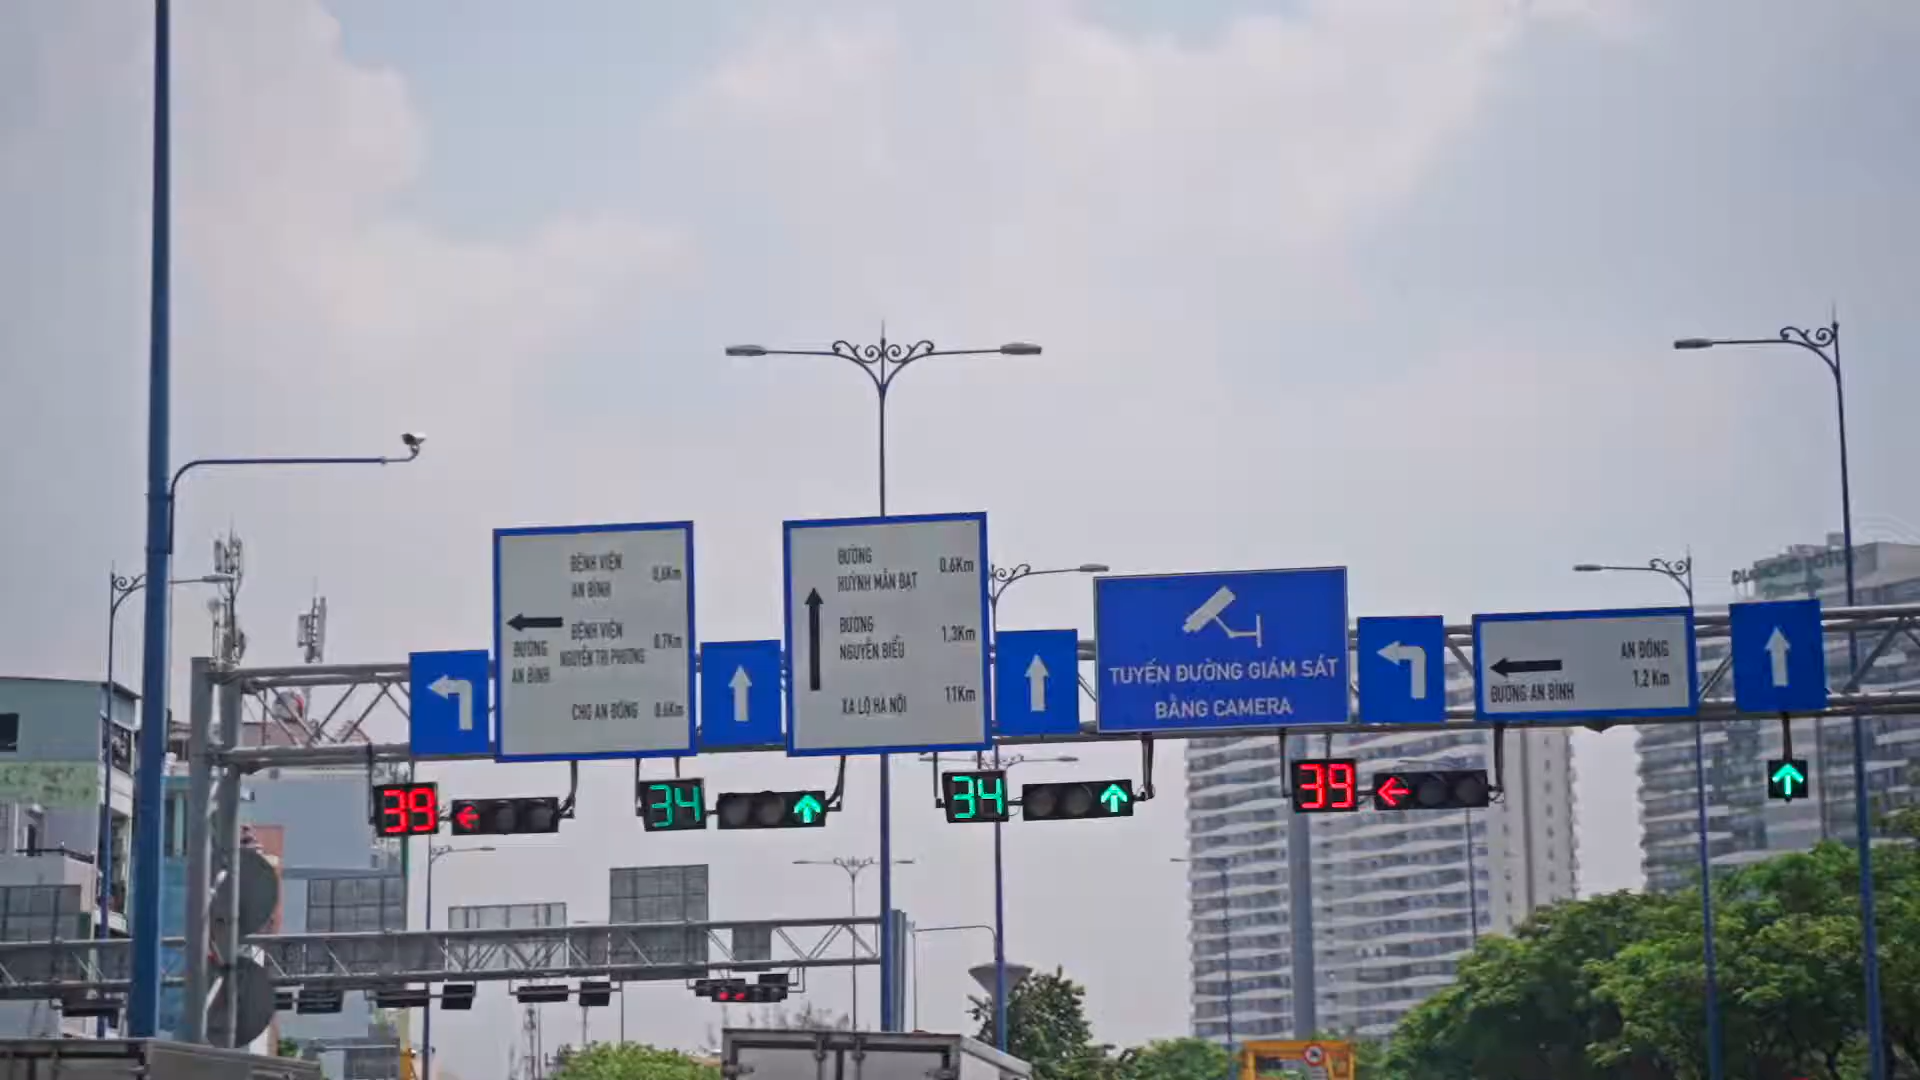 BỆNH VIỆN
AN BÌNH
0,6Km
ĐƯỜNG
AN BÌNH
BỆNH VIỆN
NGUYỄN TRI PHƯƠNG
0.7Km
CHỢ AN ĐÔNG 0.6Km
ĐƯỜNG
HUỲNH MẪN ĐẠT
0.6Km
ĐƯỜNG
NGUYỄN BIỂU
1.3Km
XA LỘ HÀ NỘI 11Km
TUYẾN ĐƯỜNG GIÁM SÁT
BẰNG CAMERA
AN ĐÔNG
1.2 Km
ĐƯỜNG AN BÌNH
39
34
34
39